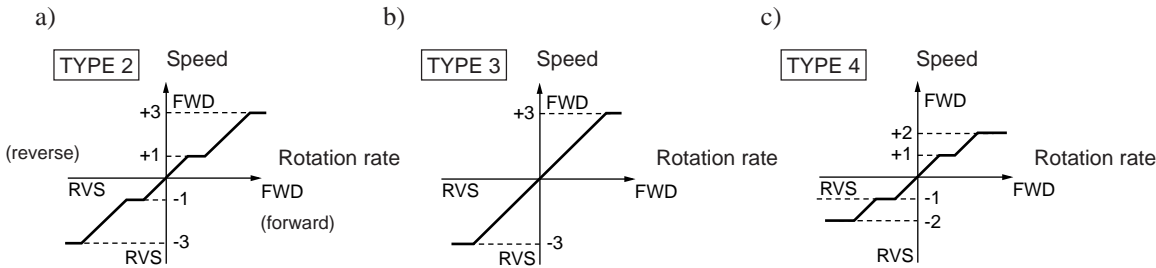 a)
TYPE 2
Speed
FWD
+3
+1
(reverse)
Rotation rate
RVS
FWD
-1
(forward)
-3
RVS
b)
TYPE 3
Speed
FWD
+3
Rotation rate
RVS
FWD
-3
RVS
c)
TYPE 4
Speed
FWD
+2
+1
Rotation rate
RVS
FWD
-1
-2
RVS